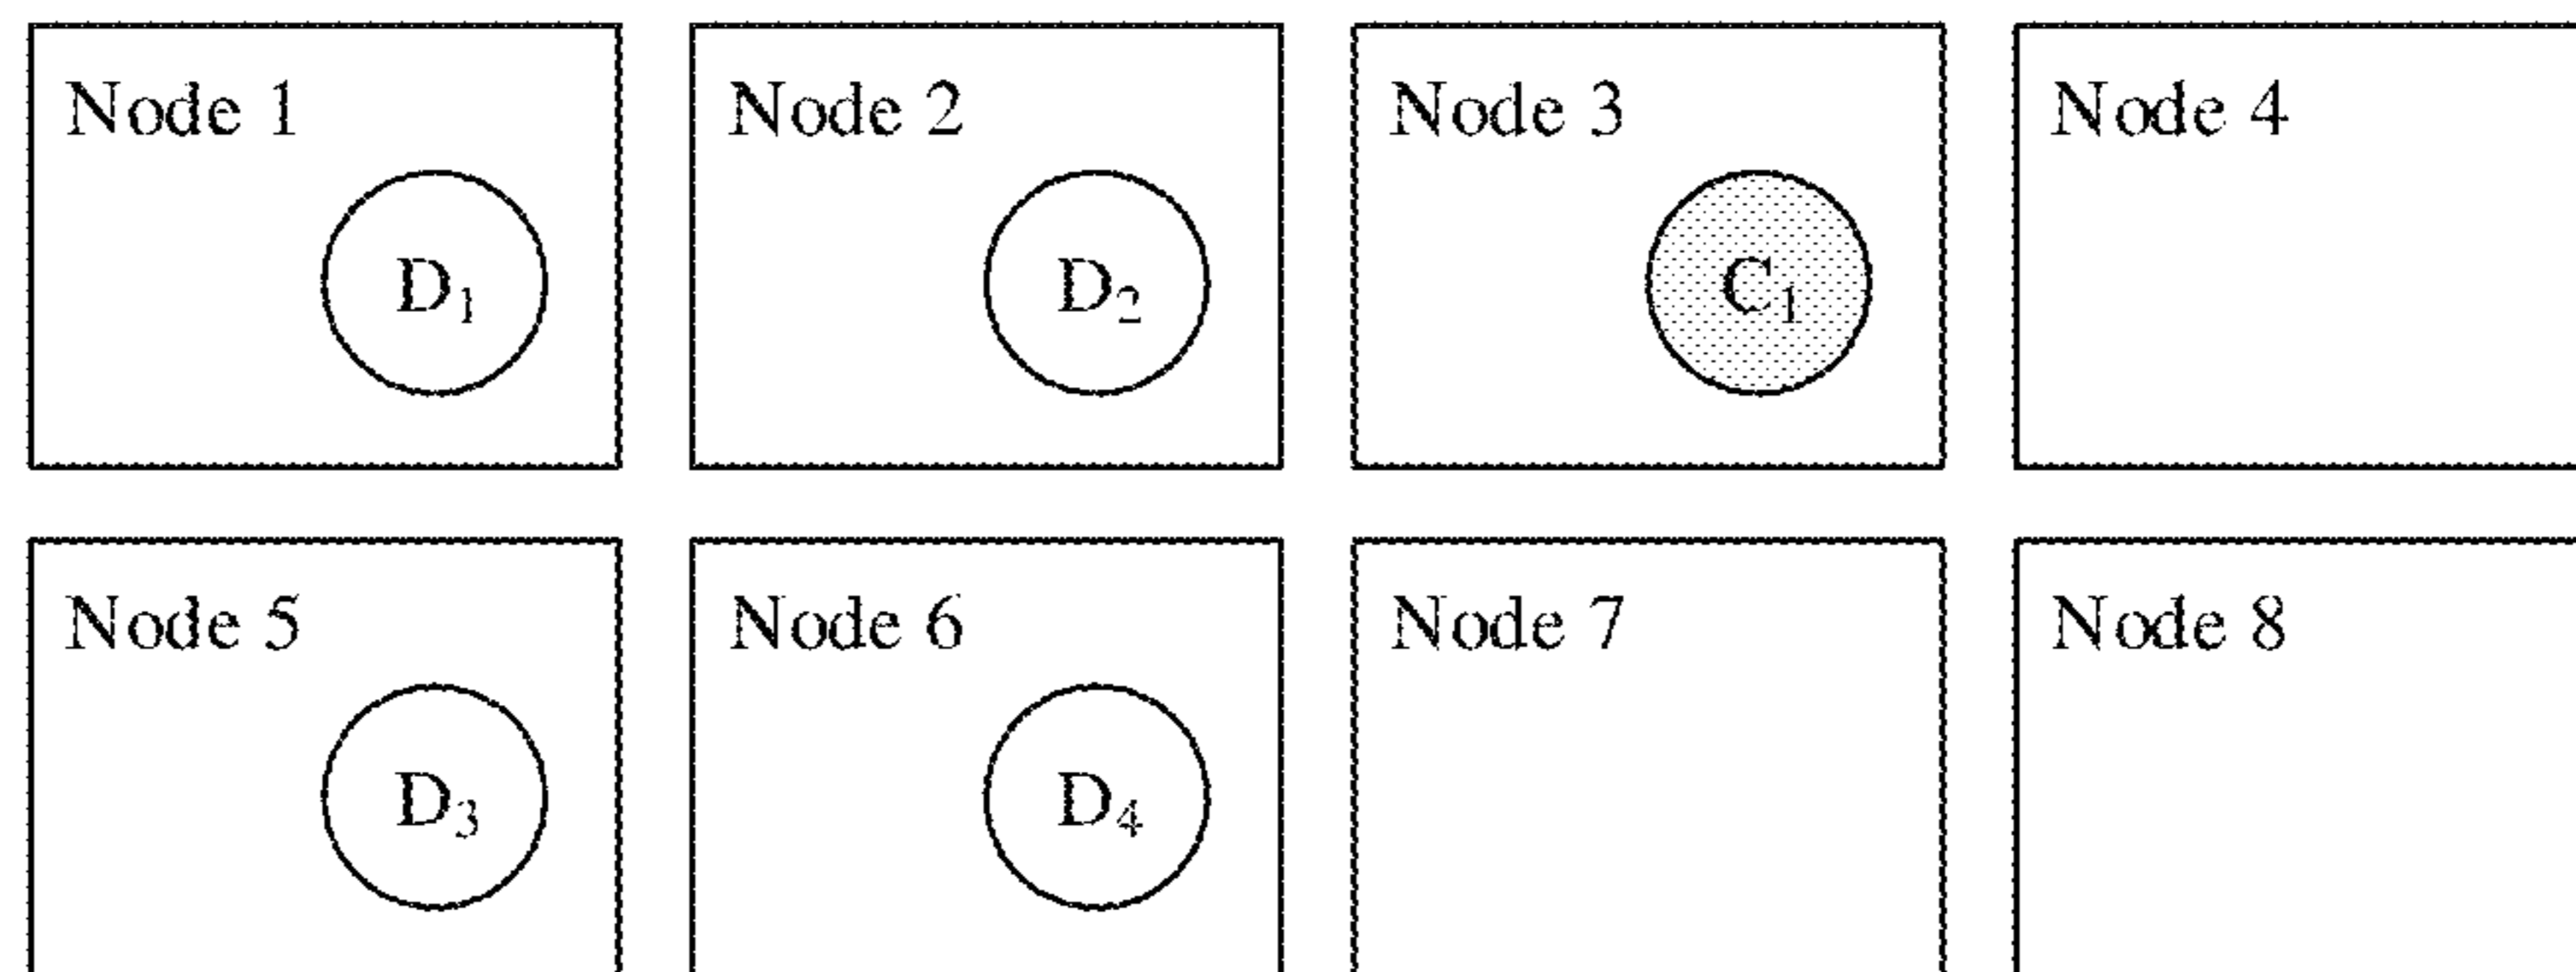 Node 1
D₁
Node 2
D₂
Node 3
C₁
Node 4
Node 5
D₃
Node 6
D₄
Node 7
Node 8